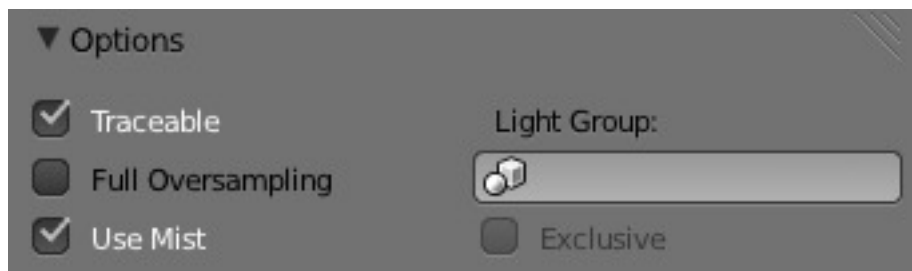 Options
Traceable
Full Oversampling
Use Mist
Light Group:
Exclusive